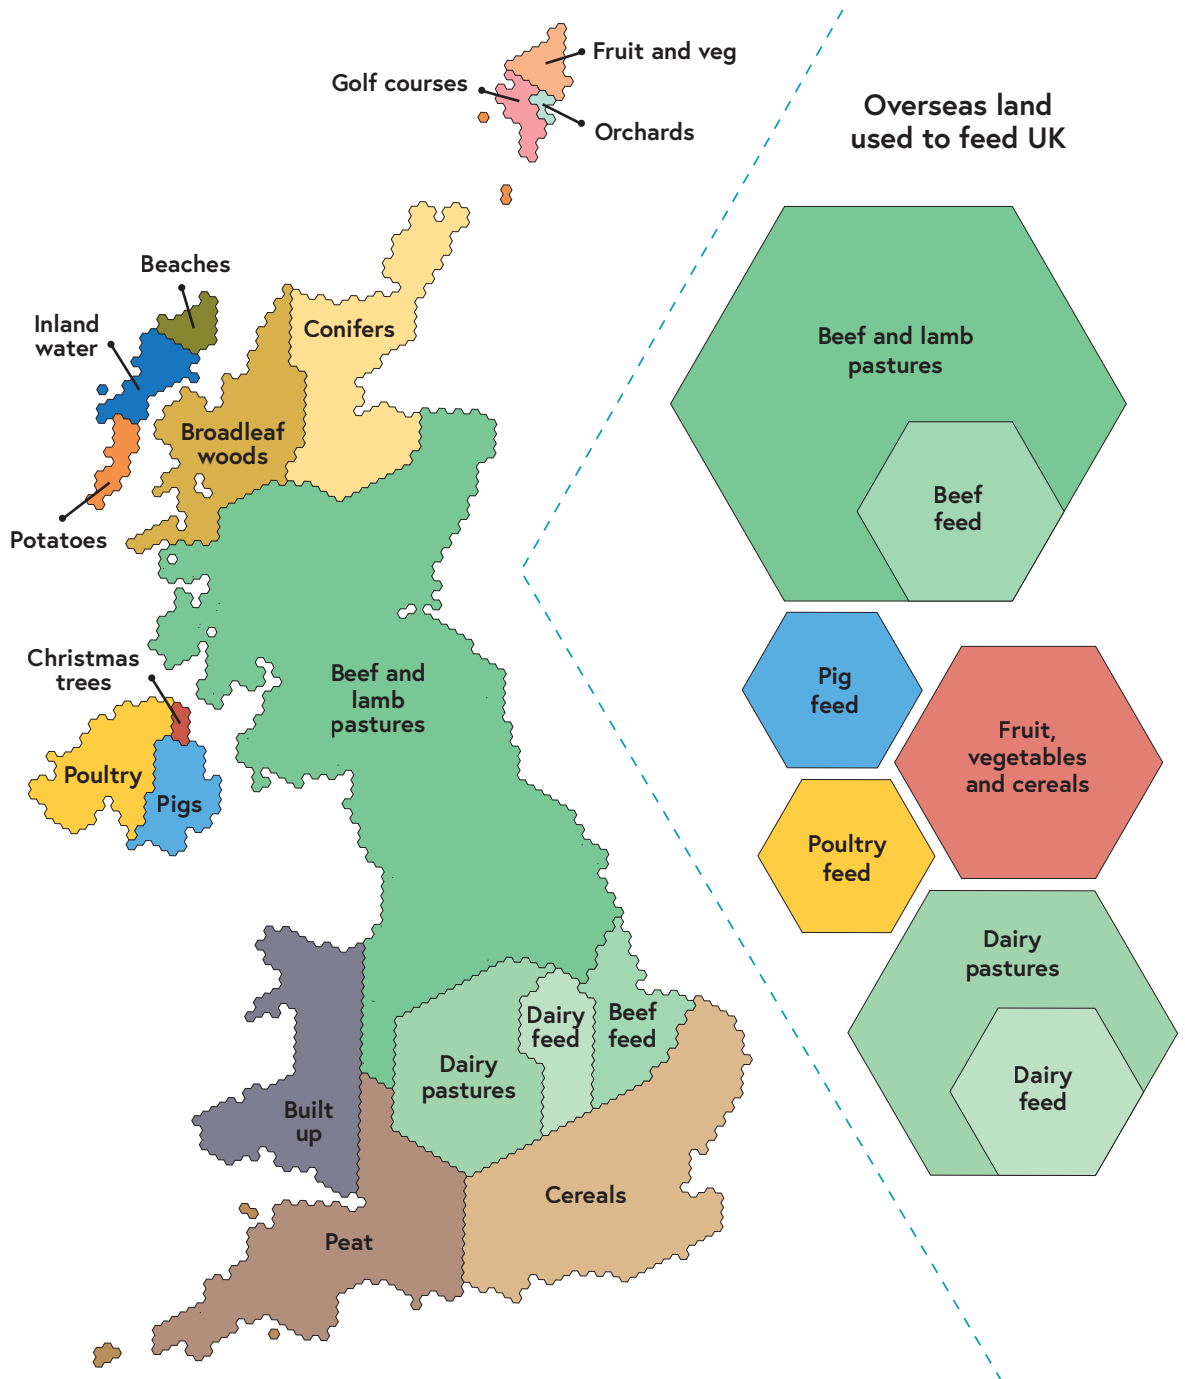 Fruit and veg
Golf courses
Orchards
Overseas land
used to feed UK
Beaches
Inland
water
Conifers
Broadleaf
woods
Potatoes
Christmas
trees
Beef and
lamb
pastures
Poultry
Pigs
Dairy
feed
Beef
feed
Dairy
pastures
Built
up
Cereals
Peat
Beef and lamb
pastures
Beef
feed
Pig
feed
Fruit,
vegetables
and cereals
Poultry
feed
Dairy
pastures
Dairy
feed